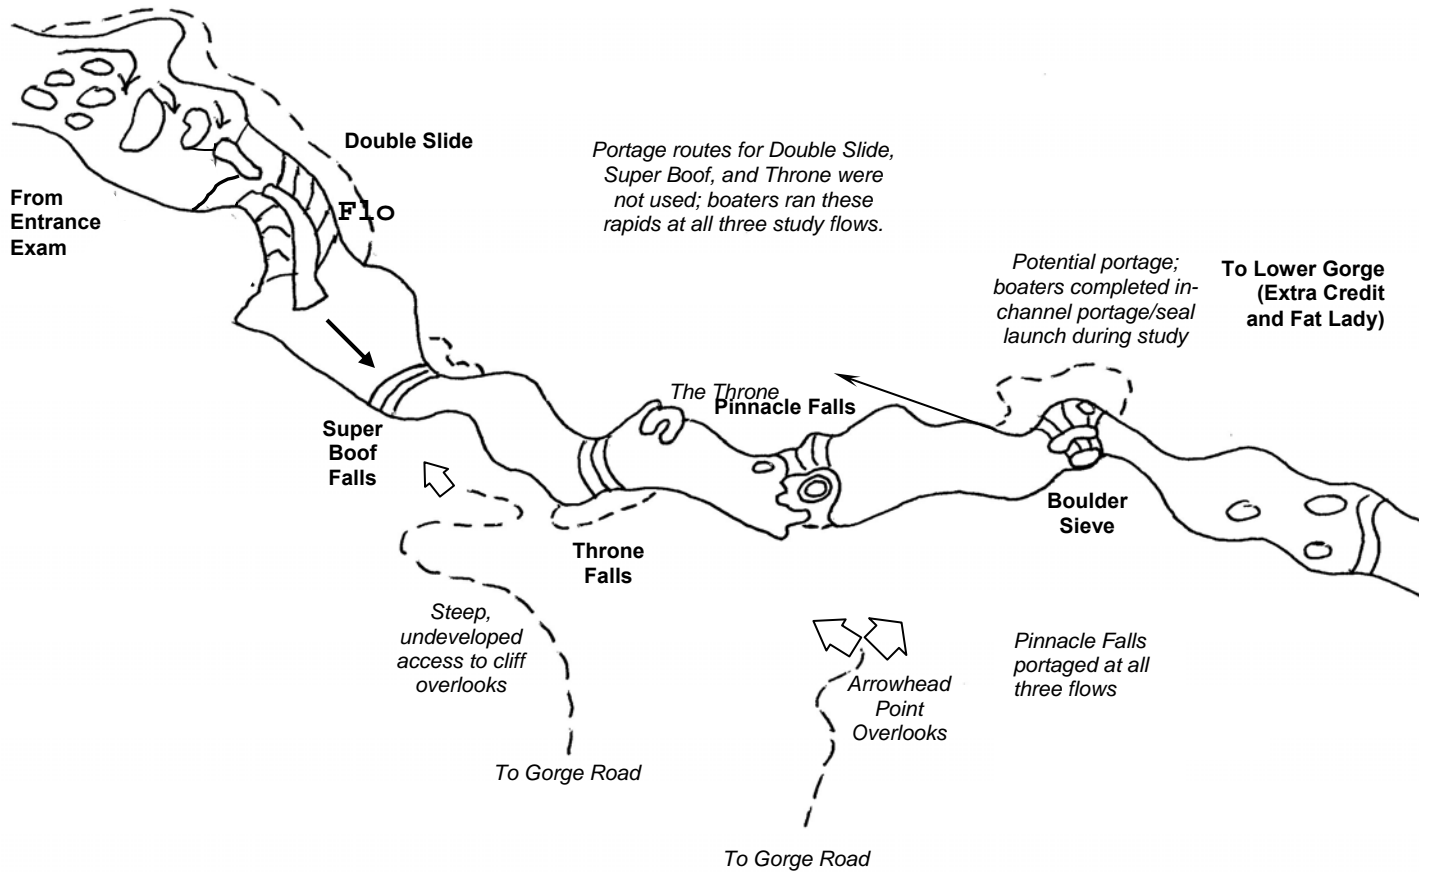 Double Slide
Portage routes for Double Slide,
Super Boof, and Throne were
not used; boaters ran these
rapids at all three study flows.
From
Entrance
Exam
Flo
Potential portage;
boaters completed in-
channel portage/seal
launch during study
To Lower Gorge
(Extra Credit
and Fat Lady)
The Throne
Pinnacle Falls
Super
Boof
Falls
Boulder
Sieve
Throne
Falls
Steep,
undeveloped
access to cliff
overlooks
Pinnacle Falls
portaged at all
three flows
Arrowhead
Point
Overlooks
To Gorge Road
To Gorge Road